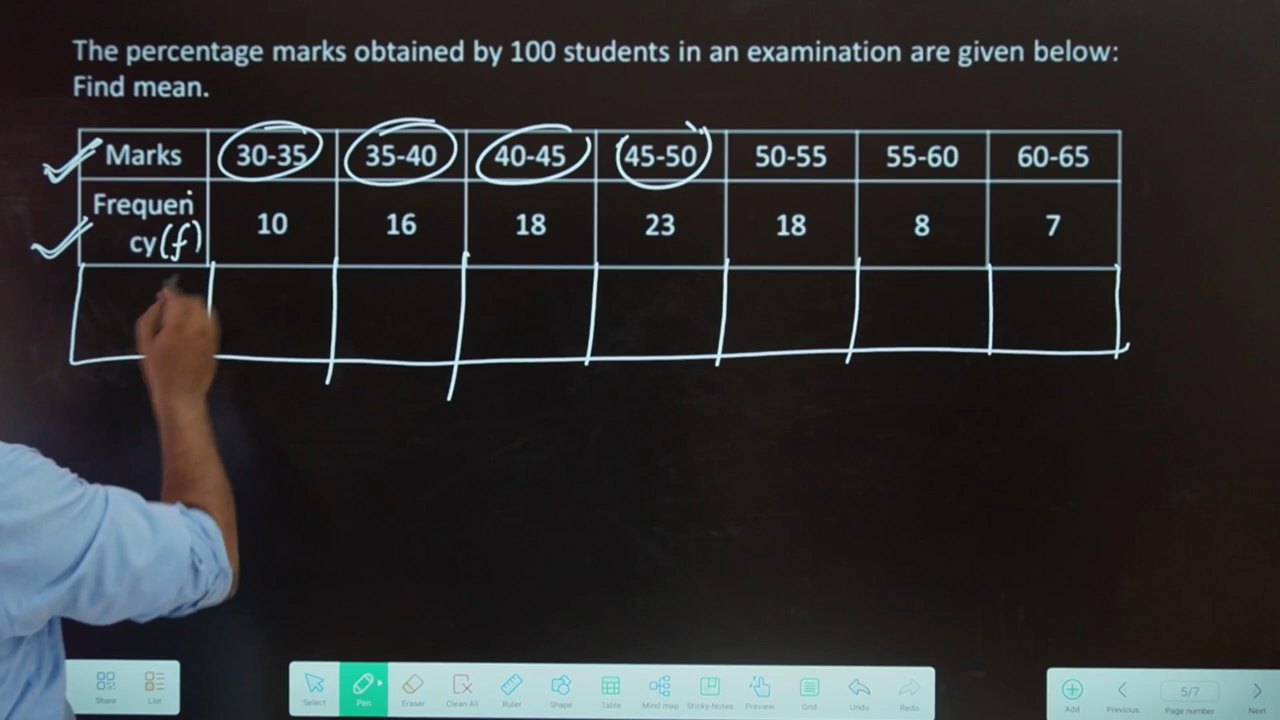 The percentage marks obtained by 100 students in an examination are given below:
Find mean.
Marks 30-35 35-40 40-45 45-50 50-55 55-60 60-65
Frequen
cy(f) 10 16 18 23 18 8 7
Share List Select Pen Eraser Clean All Ruler Shape Table Mind map Sticky-Notes Preview Grid Undo Redo Add Previous 5/7 Page number Next